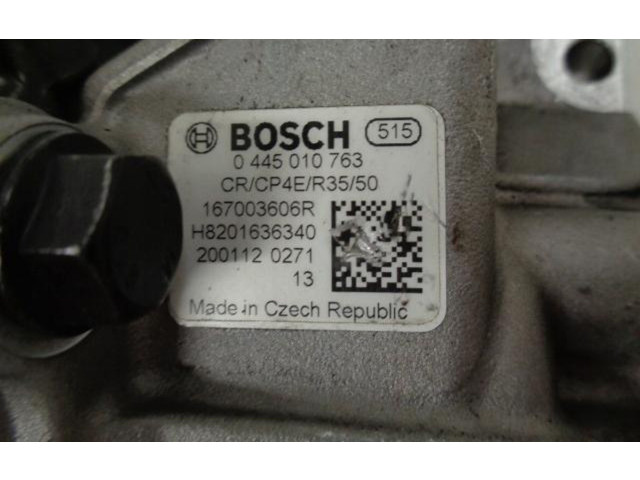 BOSCH 515
0 445 010 763
CR/CP4E/R35/50
167003606R
H8201636340
200112 0271
13
Made in Czech Republic